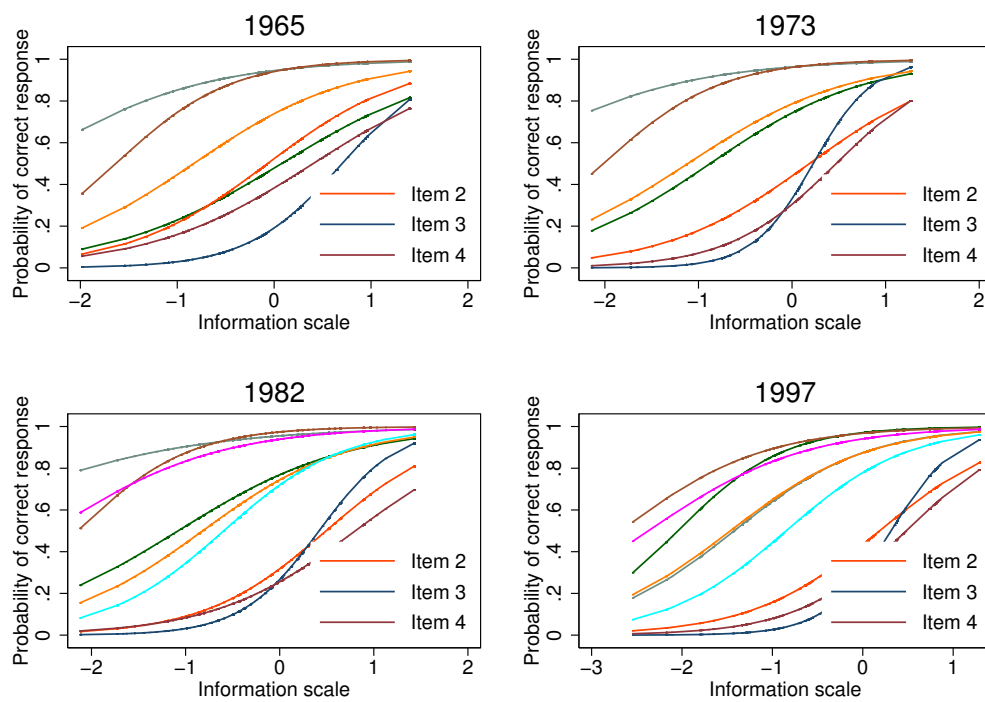 1965
Probability of correct response
0 .2 .4 .6 .8 1
Item 2
Item 3
Item 4
−2 −1 0 1 2
Information scale
1973
Probability of correct response
0 .2 .4 .6 .8 1
Item 2
Item 3
Item 4
−2 −1 0 1 2
Information scale
1982
Probability of correct response
0 .2 .4 .6 .8 1
Item 2
Item 3
Item 4
−2 −1 0 1 2
Information scale
1997
Probability of correct response
0 .2 .4 .6 .8 1
Item 2
Item 3
Item 4
−3 −2 −1 0 1
Information scale